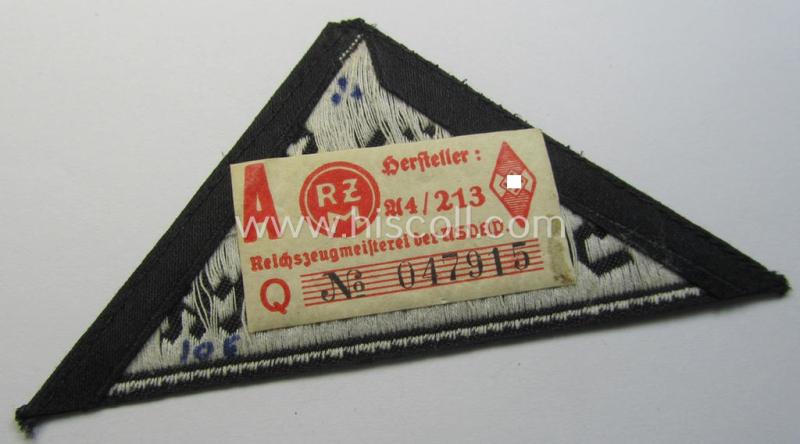 A RZM Hersteller :
A4/213
Reichszeugmeisterei der NSDAP
Q No 047915
www.hiscoll.com